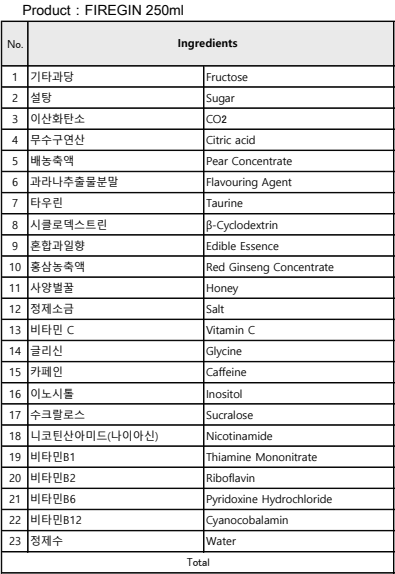 Product : FIREGIN 250ml
No. Ingredients
1 기타과당 Fructose
2 설탕 Sugar
3 이산화탄소 CO2
4 무수구연산 Citric acid
5 배농축액 Pear Concentrate
6 과라나추출물분말 Flavouring Agent
7 타우린 Taurine
8 시클로덱스트린 β-Cyclodextrin
9 혼합과일향 Edible Essence
10 홍삼농축액 Red Ginseng Concentrate
11 사양벌꿀 Honey
12 정제소금 Salt
13 비타민 C Vitamin C
14 글리신 Glycine
15 카페인 Caffeine
16 이노시톨 Inositol
17 수크랄로스 Sucralose
18 니코틴산아미드(나이아신) Nicotinamide
19 비타민B1 Thiamine Mononitrate
20 비타민B2 Riboflavin
21 비타민B6 Pyridoxine Hydrochloride
22 비타민B12 Cyanocobalamin
23 정제수 Water
Total